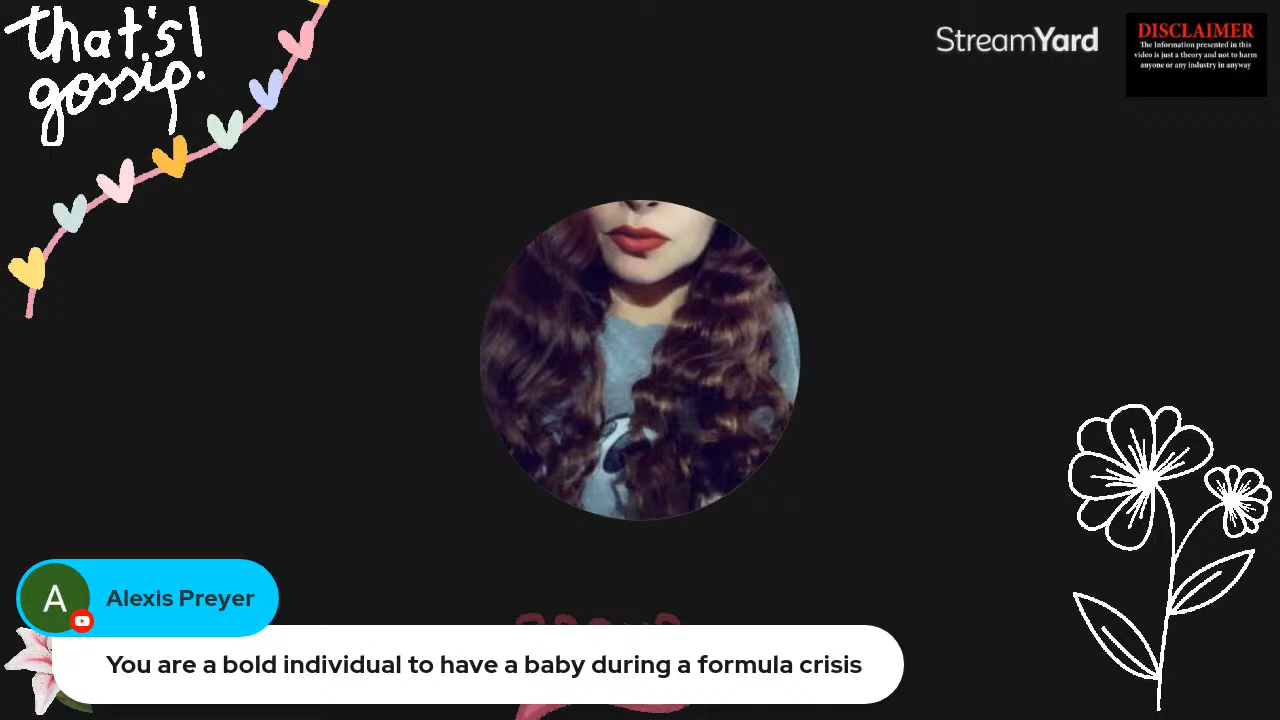 that's
gossip.
StreamYard
DISCLAIMER
The Information presented in this
video is just a theory and not to harm
anyone or any industry in anyway
A
Alexis Preyer
You are a bold individual to have a baby during a formula crisis